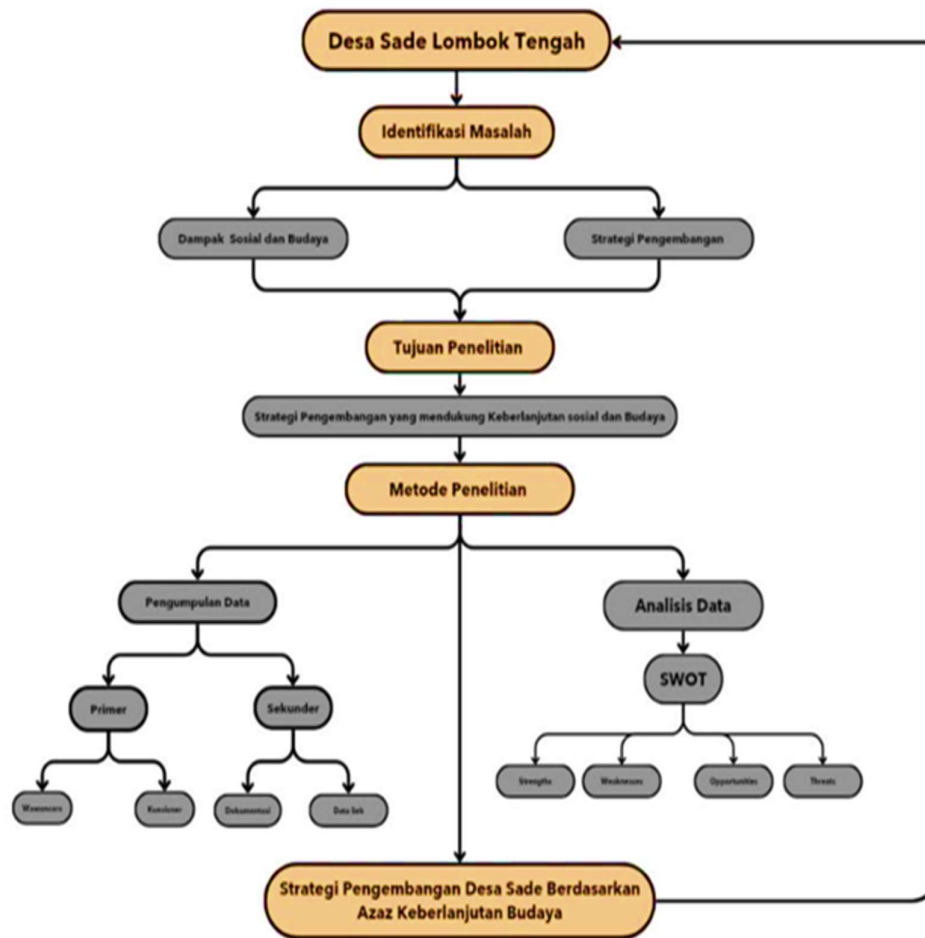 Desa Sade Lombok Tengah
Identifikasi Masalah
Dampak Sosial dan Budaya
Strategi Pengembangan
Tujuan Penelitian
Strategi Pengembangan yang mendukung Keberlanjutan sosial dan Budaya
Metode Penelitian
Pengumpulan Data
Analisis Data
Primer
Sekunder
SWOT
Strengths
Weaknesses
Opportunities
Threats
Wawancara
Kuesioner
Dokumentasi
Data Sek
Strategi Pengembangan Desa Sade Berdasarkan
Azaz Keberlanjutan Budaya